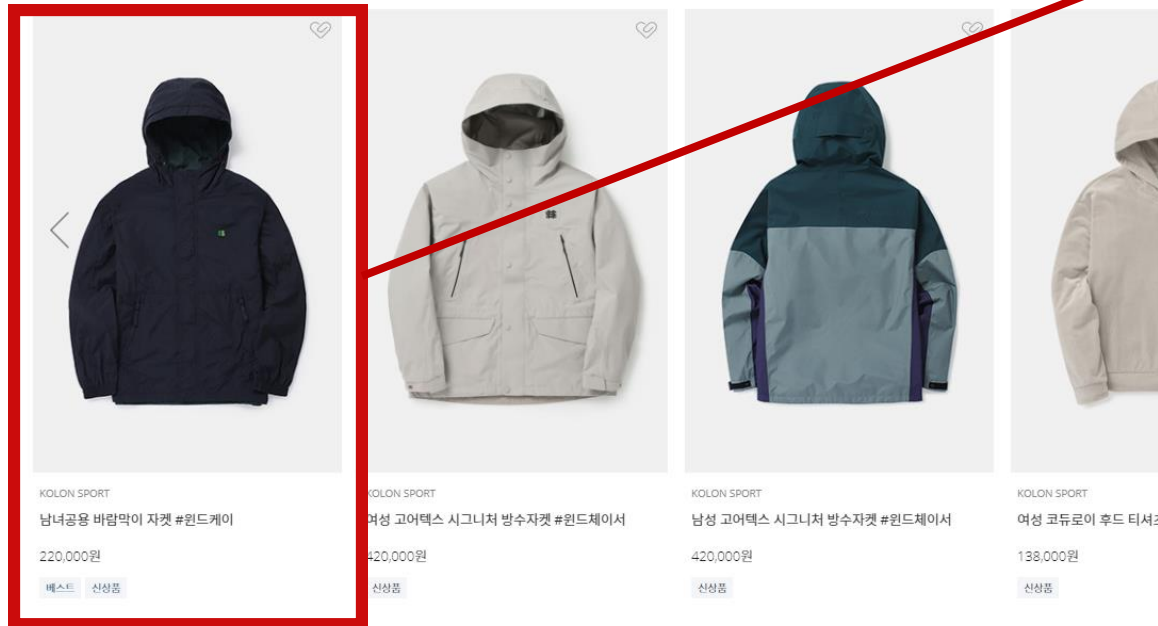 KOLON SPORT
남녀공용 바람막이 자켓 #윈드케이
220,000원
베스트 신상품
KOLON SPORT
여성 고어텍스 시그니처 방수자켓 #윈드체이서
420,000원
신상품
KOLON SPORT
남성 고어텍스 시그니처 방수자켓 #윈드체이서
420,000원
신상품
KOLON SPORT
여성 코듀로이 후드 티셔츠
138,000원
신상품